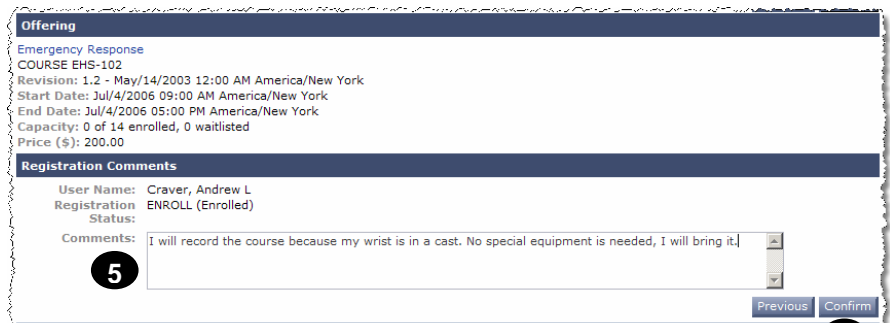 Offering
Emergency Response
COURSE EHS-102
Revision: 1.2 - May/14/2003 12:00 AM America/New York
Start Date: Jul/4/2006 09:00 AM America/New York
End Date: Jul/4/2006 05:00 PM America/New York
Capacity: 0 of 14 enrolled, 0 waitlisted
Price ($): 200.00
Registration Comments
User Name: Craver, Andrew L
Registration Status: ENROLL (Enrolled)
Comments: I will record the course because my wrist is in a cast. No special equipment is needed, I will bring it.
5
Previous Confirm